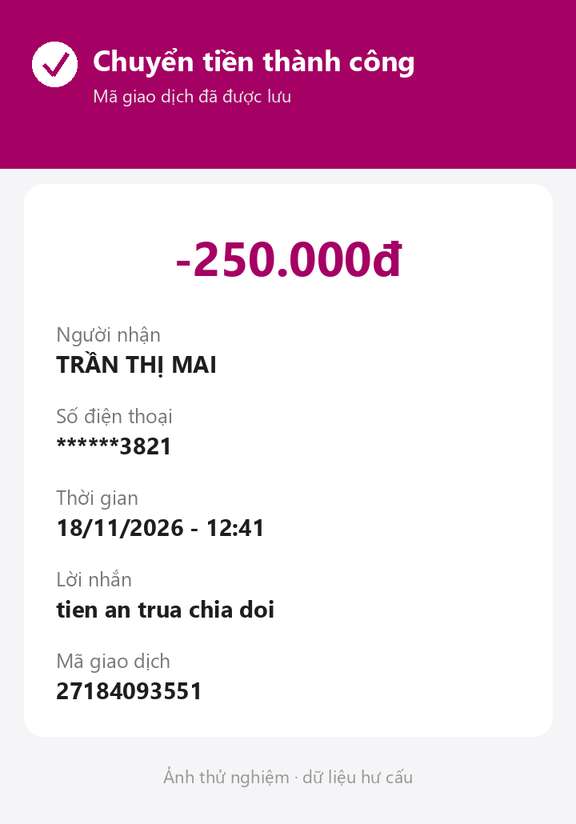 Chuyển tiền thành công
Mã giao dịch đã được lưu
-250.000đ
Người nhận
TRẦN THỊ MAI
Số điện thoại
******3821
Thời gian
18/11/2026 - 12:41
Lời nhắn
tien an trua chia doi
Mã giao dịch
27184093551
Ảnh thử nghiệm · dữ liệu hư cấu